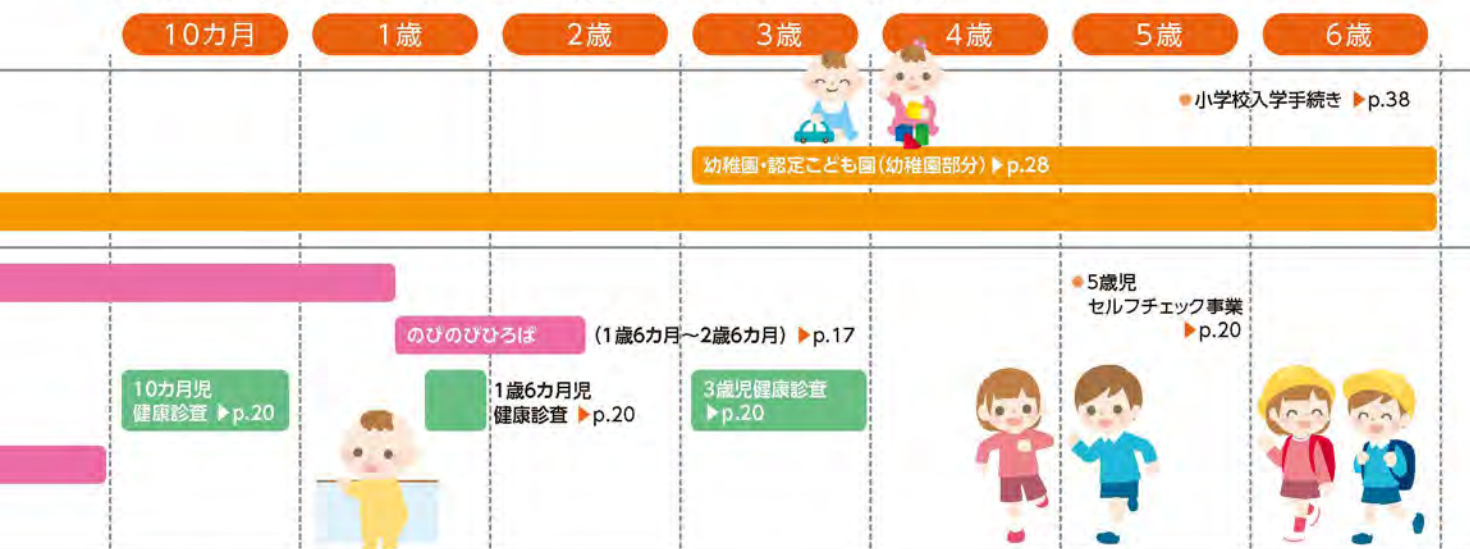 10カ月
1歳
2歳
3歳
4歳
5歳
6歳
小学校入学手続き ▶p.38
幼稚園・認定こども園(幼稚園部分)▶p.28
5歳児
セルフチェック事業
▶p.20
のびのびひろば (1歳6カ月~2歳6カ月) ▶p.17
10カ月児
健康診査 ▶p.20
1歳6カ月児
健康診査 ▶p.20
3歳児健康診査
▶p.20